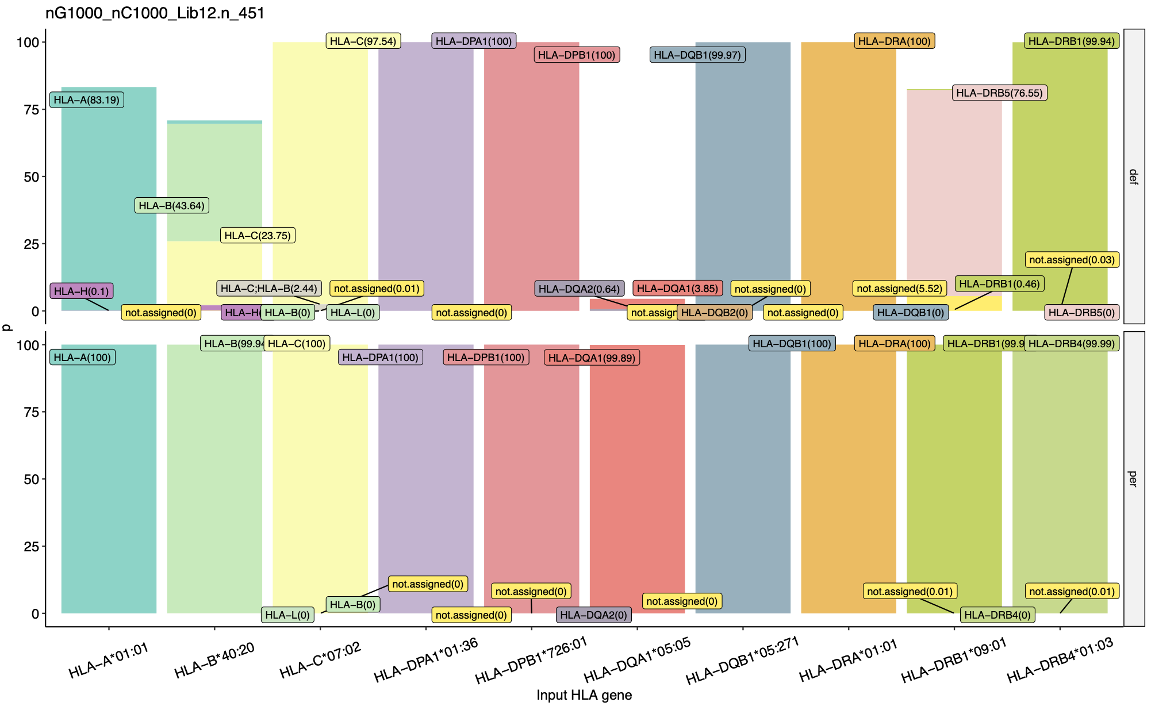 nG1000_nC1000_Lib12.n_451
100
75
50
25
0
HLA−A(83.19)
HLA−H(0.1)
HLA−B(43.64)
HLA−C(23.75)
not.assigned(0)
HLA−C(97.54)
HLA−C;HLA−B(2.44)
not.assigned(0.01)
HLA−B(0)
HLA−L(0)
HLA−DPA1(100)
not.assigned(0)
HLA−DPB1(100)
HLA−DQA2(0.64)
HLA−DQA1(3.85)
HLA−DQB1(99.97)
not.assigned(0)
HLA−DQB2(0)
HLA−DRA(100)
not.assigned(0)
HLA−DRB5(76.55)
not.assigned(5.52)
HLA−DRB1(0.46)
HLA−DQB1(0)
HLA−DRB1(99.94)
not.assigned(0.03)
HLA−DRB5(0)
def
p
100
75
50
25
0
HLA−A(100)
HLA−C(100)
HLA−L(0)
HLA−B(0)
not.assigned(0)
HLA−DPA1(100)
not.assigned(0)
HLA−DPB1(100)
not.assigned(0)
HLA−DQA1(99.89)
HLA−DQA2(0)
not.assigned(0)
HLA−DQB1(100)
HLA−DRA(100)
not.assigned(0.01)
HLA−DRB4(0)
HLA−DRB4(99.99)
not.assigned(0.01)
per
HLA−A*01:01
HLA−B*40:20
HLA−C*07:02
HLA−DPA1*01:36
HLA−DPB1*726:01
HLA−DQA1*05:05
HLA−DQB1*05:271
HLA−DRA*01:01
HLA−DRB1*09:01
HLA−DRB4*01:03
Input HLA gene